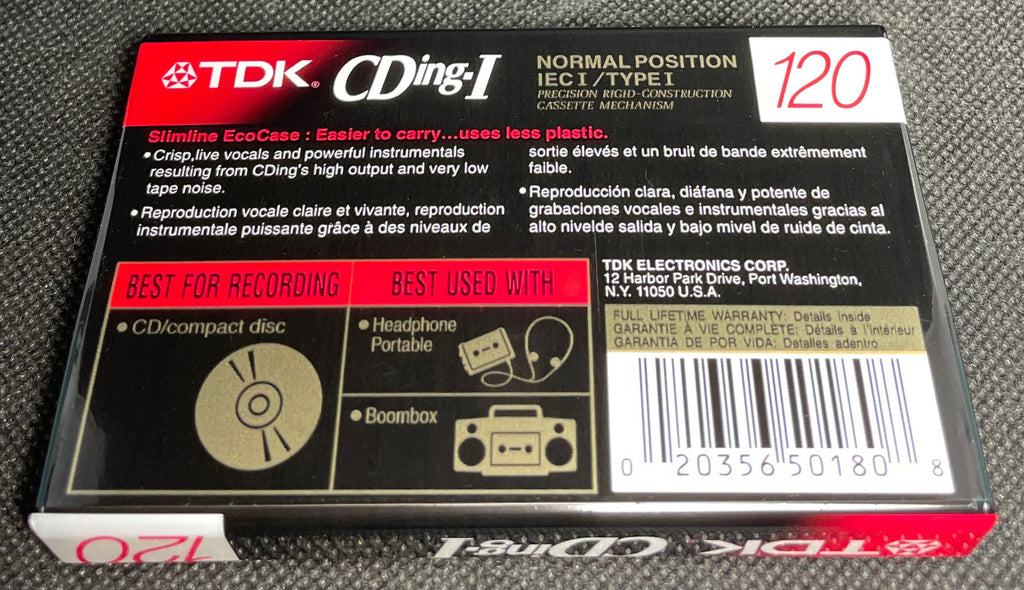 TDK® CDing-I
NORMAL POSITION
IEC I / TYPE I
PRECISION RIGID-CONSTRUCTION
CASSETTE MECHANISM
120
Slimline EcoCase : Easier to carry...uses less plastic.
•Crisp,live vocals and powerful instrumentals
resulting from CDing's high output and very low
tape noise.
•Reproduction vocale claire et vivante, reproduction
instrumentale puissante grâce à des niveaux de
sortie élevés et un bruit de bande extrêmement
faible.
•Reproducción clara, diáfana y potente de
grabaciones vocales e instrumentales gracias al
alto nivelde salida y bajo mivel de ruide de cinta.
BEST FOR RECORDING
•CD/compact disc
BEST USED WITH
•Headphone
Portable
•Boombox
TDK ELECTRONICS CORP.
12 Harbor Park Drive, Port Washington,
N.Y. 11050 U.S.A.
FULL LIFETIME WARRANTY: Details Inside
GARANTIE À VIE COMPLÈTE: Détails à l'intérieur
GARANTIA DE POR VIDA: Detalles adentro
0 20356 50180 8
120 CDing-I TDK